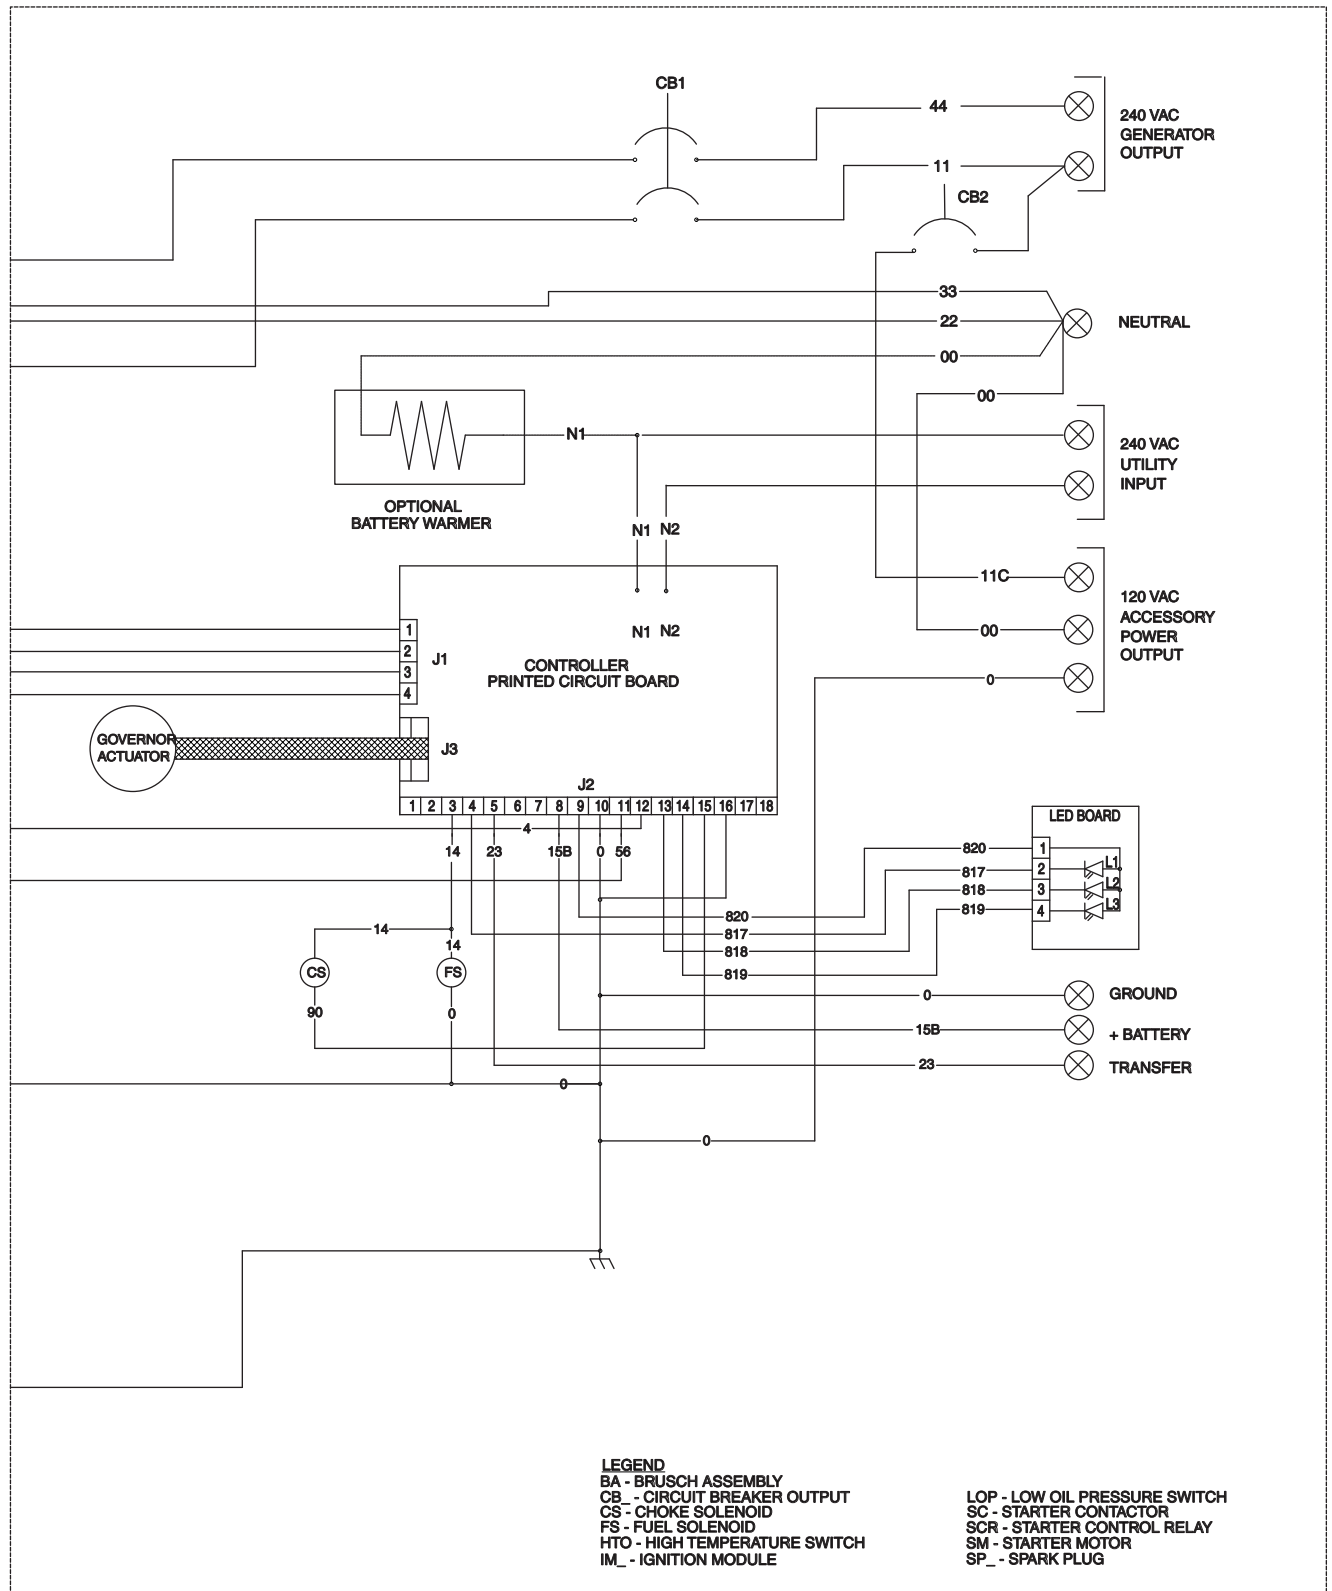 CB1
44
240 VAC
GENERATOR
OUTPUT
11
CB2
33
22
NEUTRAL
00
00
N1
240 VAC
UTILITY
INPUT
OPTIONAL
BATTERY WARMER
N1 N2
11C
120 VAC
ACCESSORY
POWER
OUTPUT
00
0
N1 N2
1
2
3
4
J1
CONTROLLER
PRINTED CIRCUIT BOARD
GOVERNOR
ACTUATOR
J3
J2
1 2 3 4 5 6 7 8 9 10 11 12 13 14 15 16 17 18
4
14 23 15B 0 56
LED BOARD
820 1
817 2 L1
818 3 L2
819 4 L3
820
817
818
819
14
14
CS
FS
90
0
0 GROUND
15B + BATTERY
23 TRANSFER
0
0
LEGEND
BA - BRUSCH ASSEMBLY
CB_ - CIRCUIT BREAKER OUTPUT
CS - CHOKE SOLENOID
FS - FUEL SOLENOID
HTO - HIGH TEMPERATURE SWITCH
IM_ - IGNITION MODULE
LOP - LOW OIL PRESSURE SWITCH
SC - STARTER CONTACTOR
SCR - STARTER CONTROL RELAY
SM - STARTER MOTOR
SP_ - SPARK PLUG